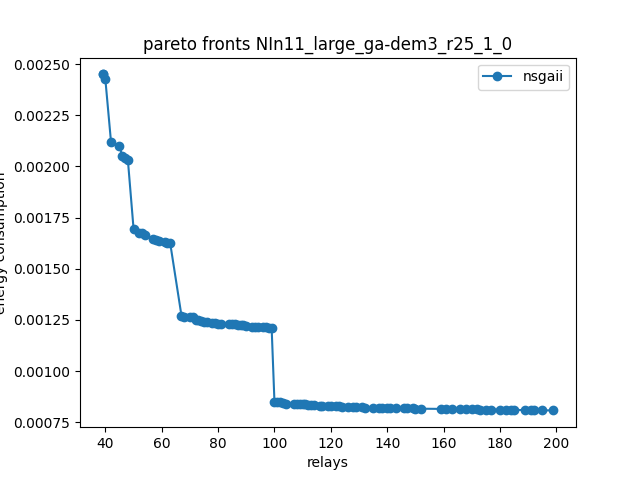 pareto fronts NIn11_large_ga-dem3_r25_1_0
nsgaii
0.00250
0.00225
0.00200
0.00175
0.00150
0.00125
0.00100
0.00075
energy consumption
40 60 80 100 120 140 160 180 200
relays